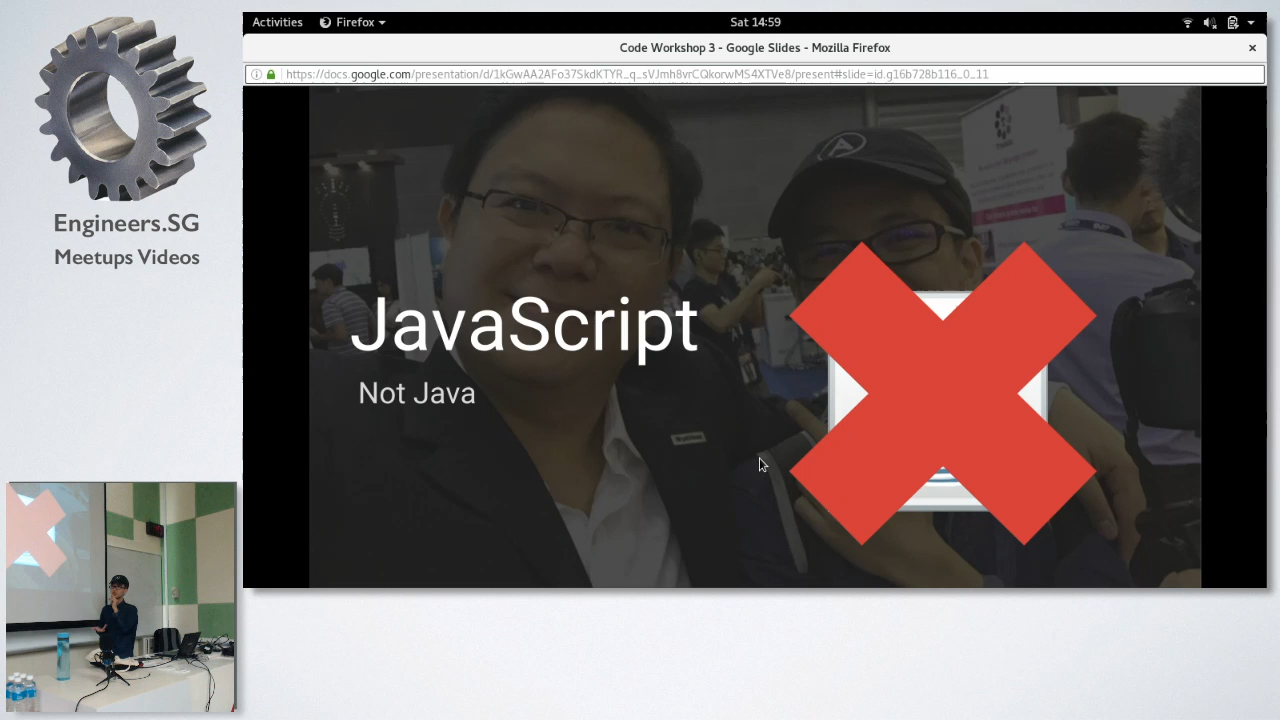 Activities
Firefox
Sat 14:59
Code Workshop 3 - Google Slides - Mozilla Firefox
https://docs.google.com/presentation/d/1kGwAA2AFo37SkdKTYR_q_sVJmh8vrCQkorwMS4XTVe8/present#slide=id.g16b728b116_0_11
Engineers.SG
Meetups Videos
JavaScript
Not Java